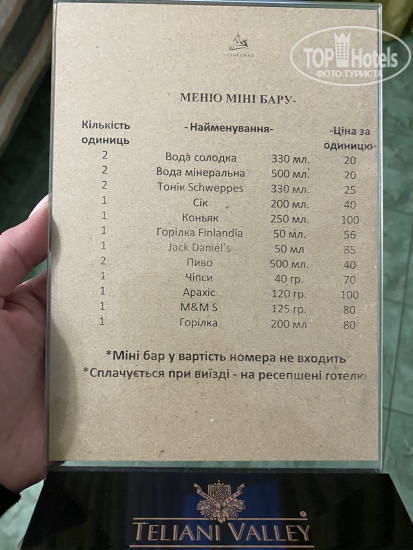 TOPHotels
ФОТО ТУРИСТА
МЕНЮ МІНІ БАРУ-
Кількість одиниць -Найменування- -Ціна за одиницю-
2 Вода солодка 330 мл. 20
2 Вода мінеральна 500 мл. 20
2 Тонік Schweppes 330 мл. 25
1 Сік 200 мл. 40
1 Коньяк 250 мл. 100
1 Горілка Finlandia 50 мл. 56
1 Jack Daniel's 50 мл 85
2 Пиво 500 мл. 40
1 Чіпси 40 гр. 70
1 Арахіс 120 гр. 100
1 M&M S 125 гр. 80
1 Горілка 200 мл 80
*Міні бар у вартість номера не входить
*Сплачується при виїзді - на ресепшені готелю
TELIANI VALLEY